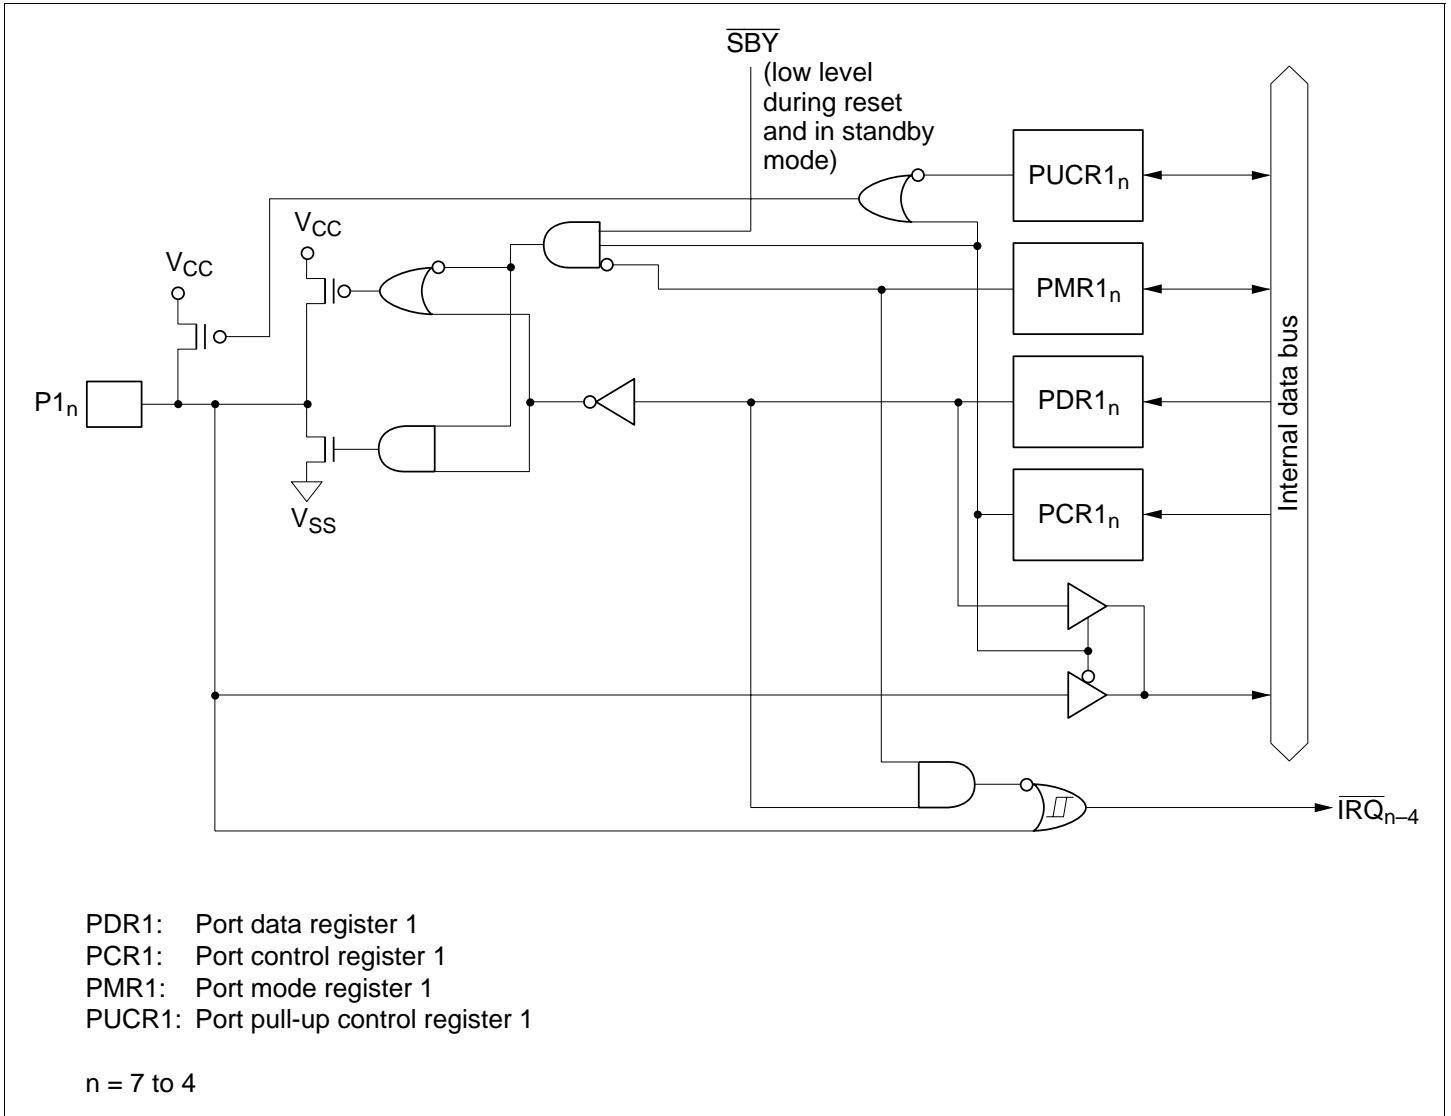 SBY
(low level
during reset
and in standby
mode)
PUCR1n
VCC
VCC
PMR1n
P1n
PDR1n
Internal data bus
VSS
PCR1n
IRQn–4
PDR1: Port data register 1
PCR1: Port control register 1
PMR1: Port mode register 1
PUCR1: Port pull-up control register 1
n = 7 to 4